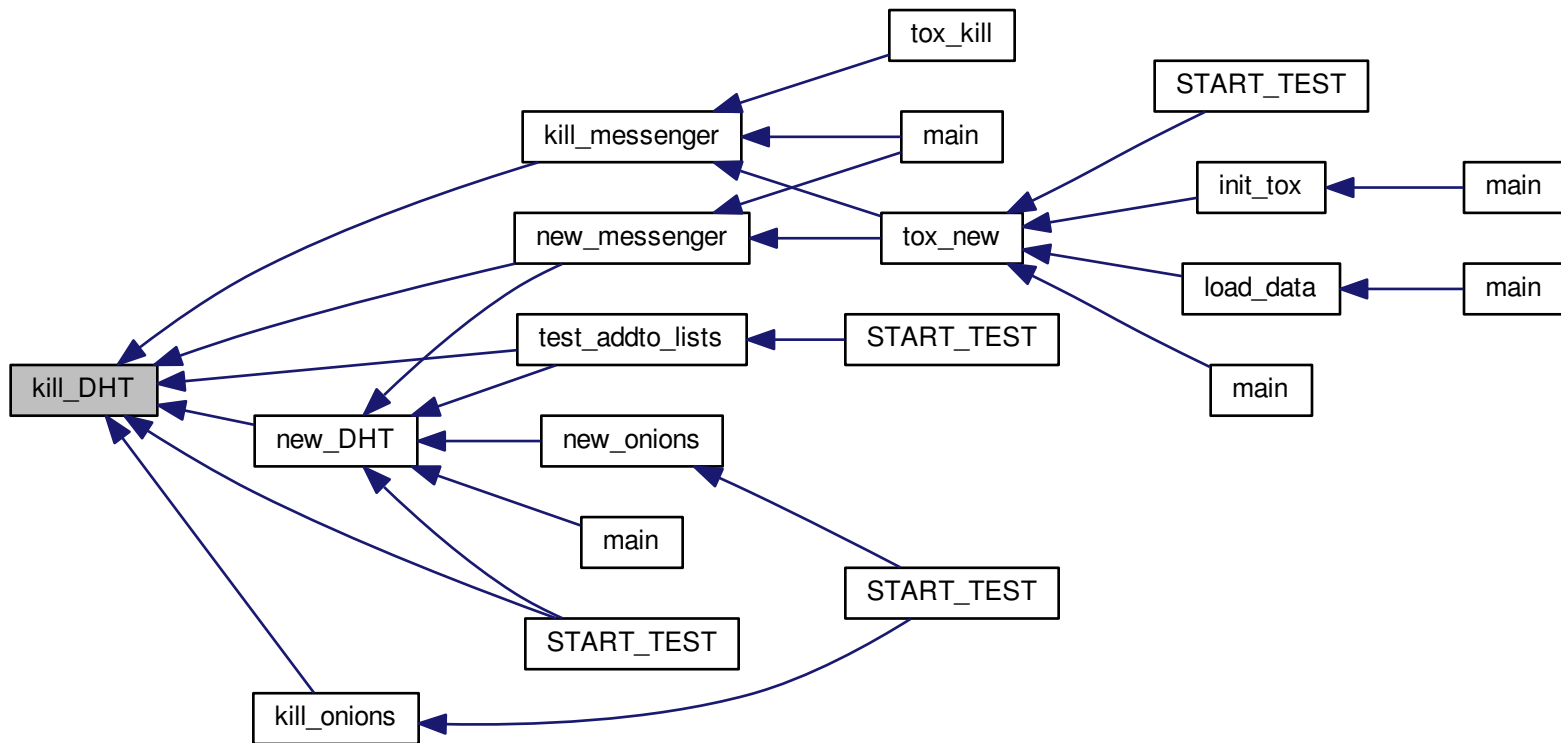 tox_kill
START_TEST
kill_messenger
main
init_tox
main
new_messenger
tox_new
load_data
main
test_addto_lists
START_TEST
kill_DHT
main
new_DHT
new_onions
main
START_TEST
START_TEST
kill_onions